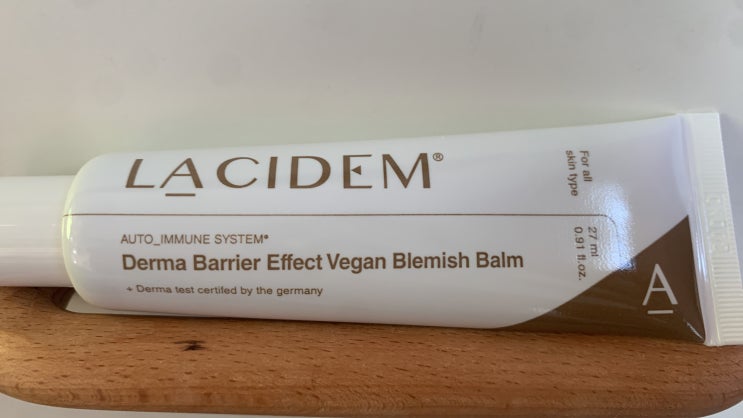 LACIDEM®
AUTO_IMMUNE SYSTEM®
Derma Barrier Effect Vegan Blemish Balm
+ Derma test certifed by the germany
For all
skin type
27 ml
0.91 fl.oz.
A